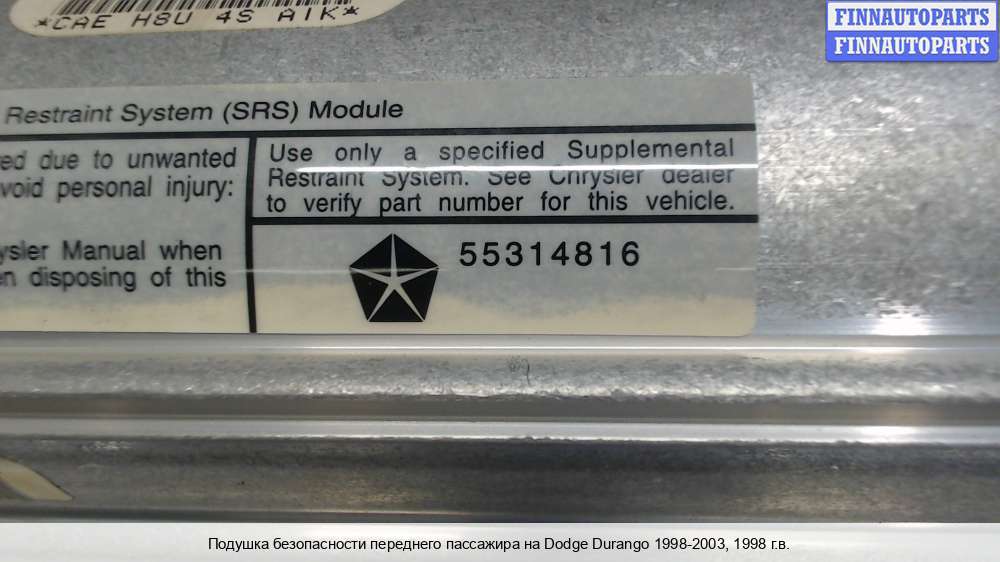 *CAE H8U 4S AIK*
FINNAUTOPARTS
FINNAUTOPARTS
Restraint System (SRS) Module
ed due to unwanted
void personal injury:
Use only a specified Supplemental
Restraint System. See Chrysler dealer
to verify part number for this vehicle.
ysler Manual when
en disposing of this
55314816
Подушка безопасности переднего пассажира на Dodge Durango 1998-2003, 1998 г.в.